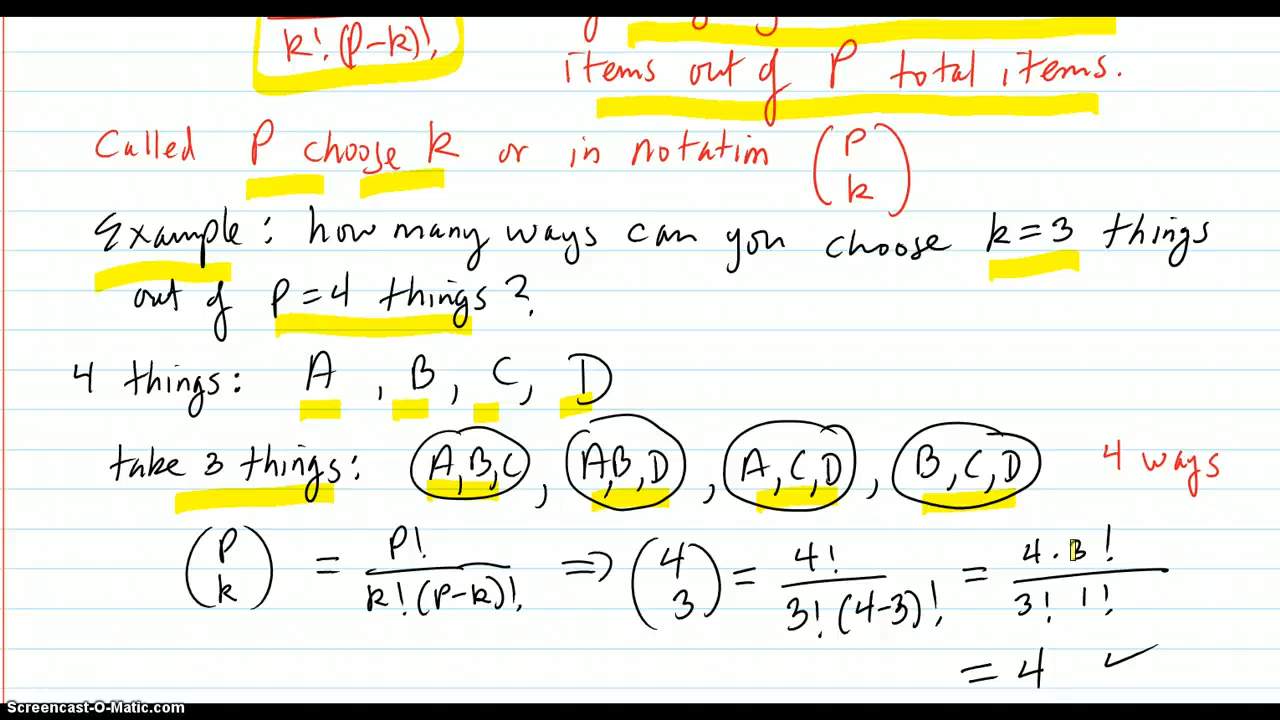 k!(p-k)!
items out of p total items.
Called p choose k or in notation (p k)
Example: how many ways can you choose k=3 things
out of p=4 things?
4 things: A, B, C, D
take 3 things: A,B,C, A,B,D, A,C,D, B,C,D 4 ways
(p k) = p!/k!(p-k)! => (4 3) = 4!/3!(4-3)! = 4·3!/3! 1!
= 4 ✓
Screencast-O-Matic.com